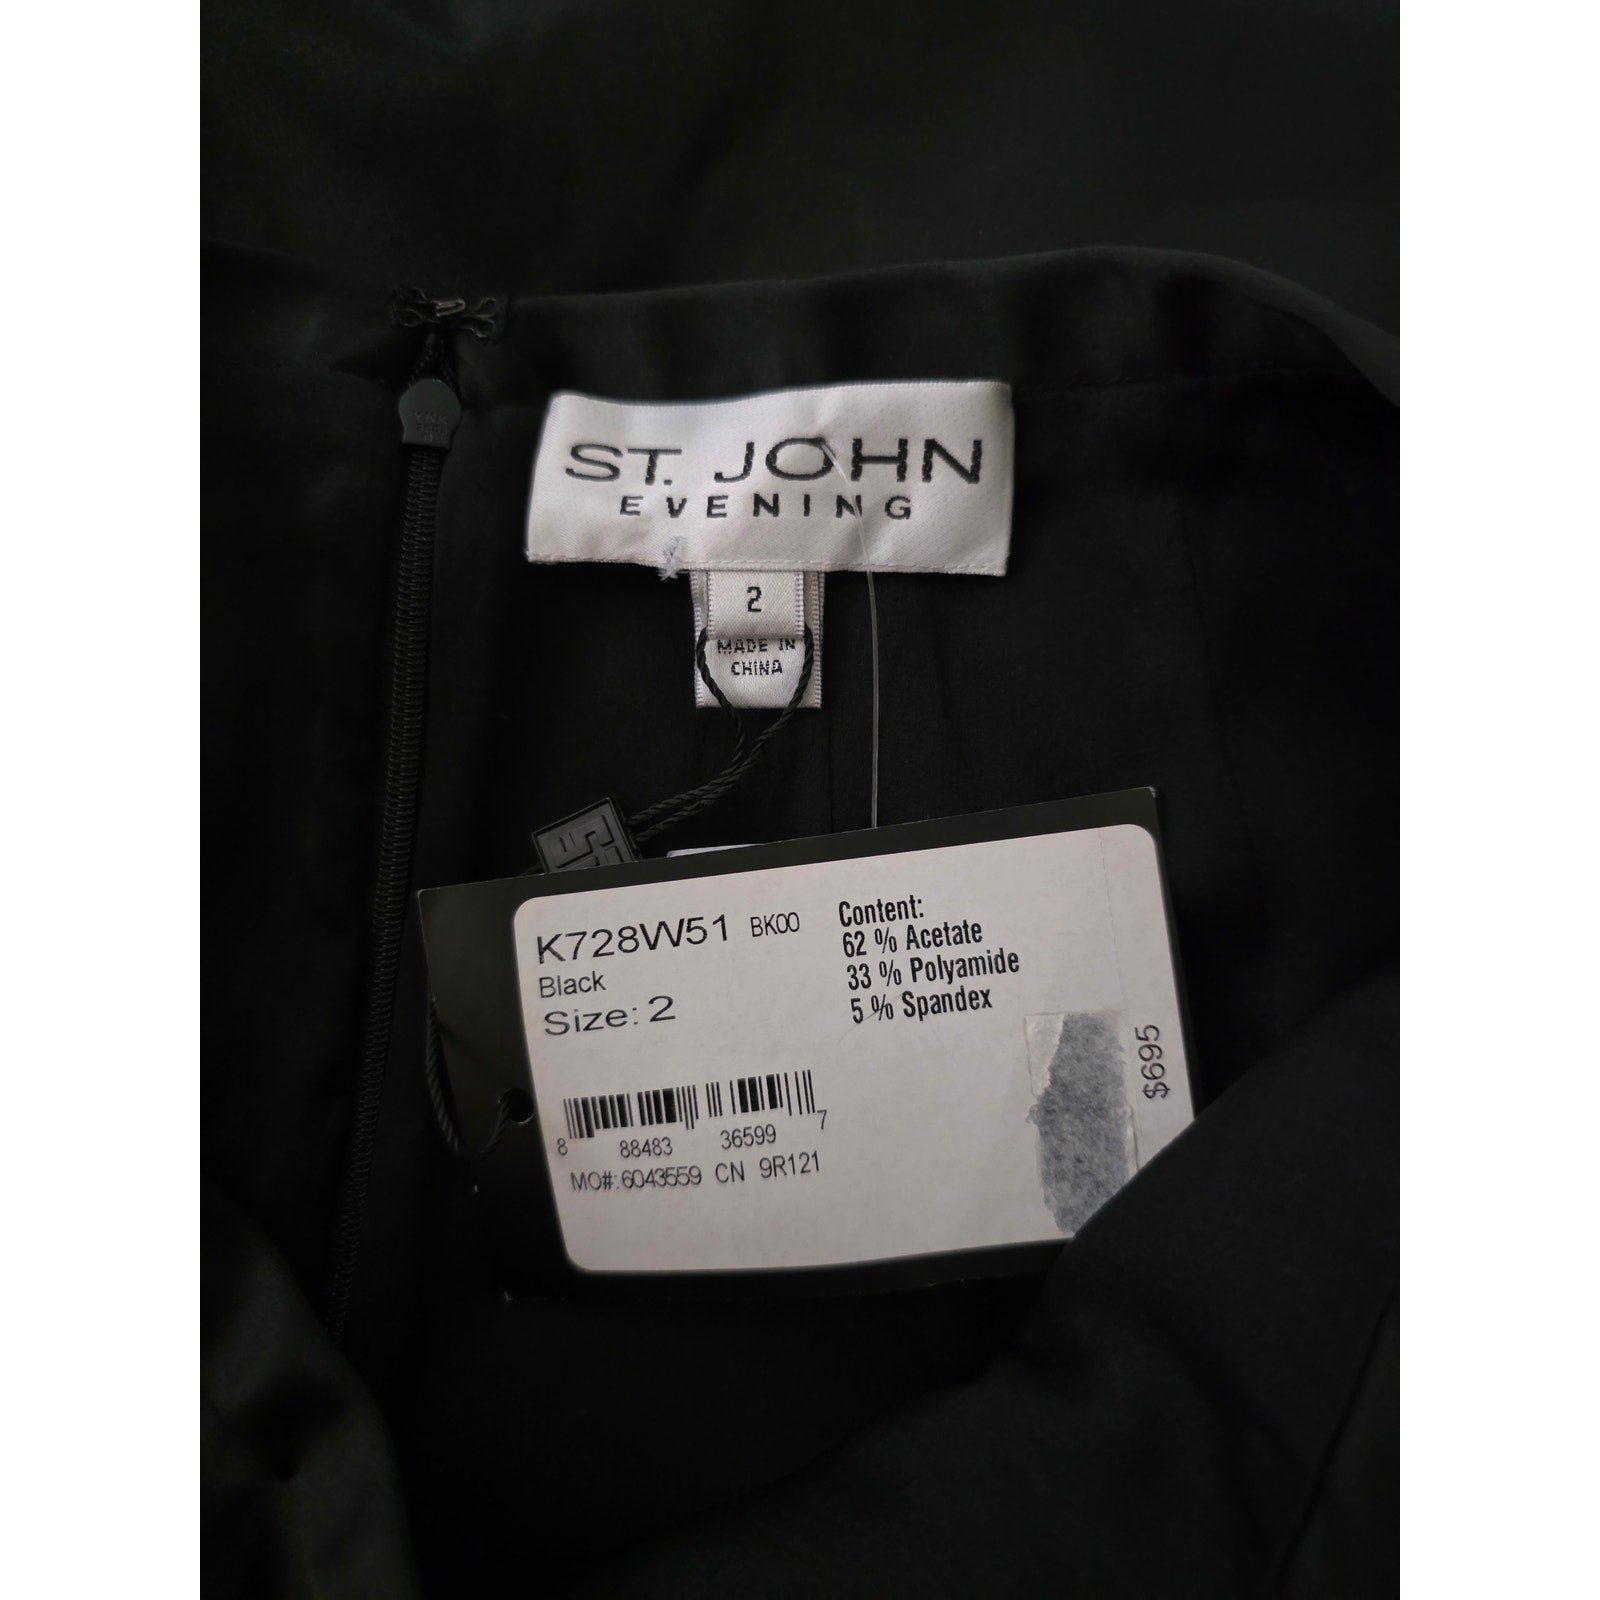 ST. JOHN
EVENING
2
MADE IN
CHINA
YKK
K728W51 BK00
Black
Size: 2
Content:
62 % Acetate
33 % Polyamide
5 % Spandex
$695
8 88483 36599 7
MO#:6043559 CN 9R121